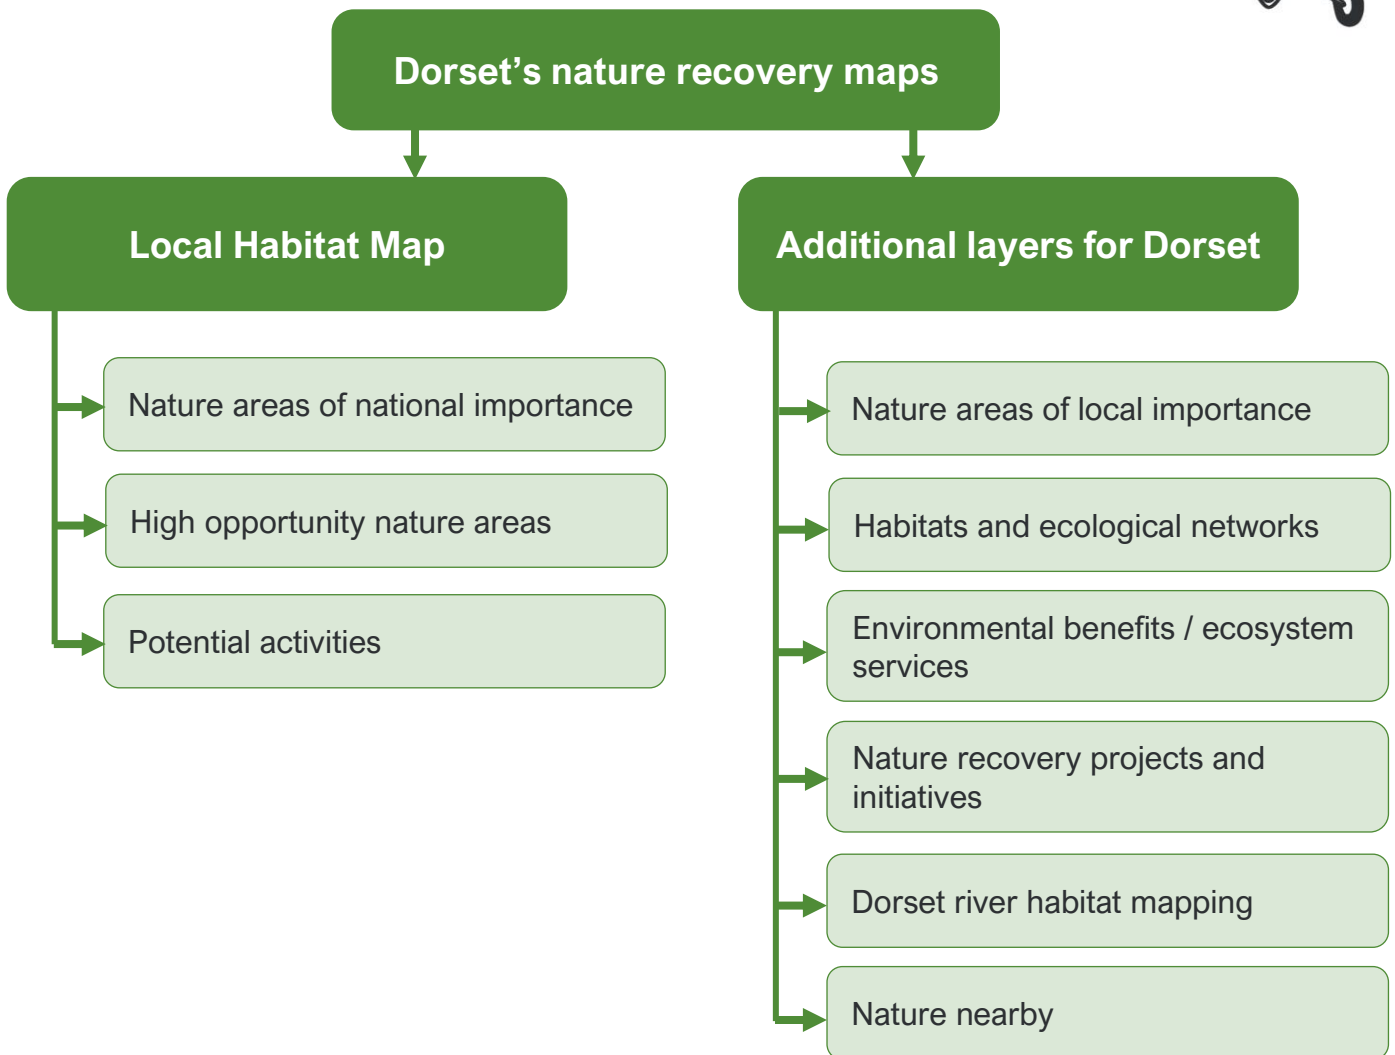 Dorset’s nature recovery maps
Local Habitat Map
Nature areas of national importance
High opportunity nature areas
Potential activities
Additional layers for Dorset
Nature areas of local importance
Habitats and ecological networks
Environmental benefits / ecosystem
services
Nature recovery projects and
initiatives
Dorset river habitat mapping
Nature nearby